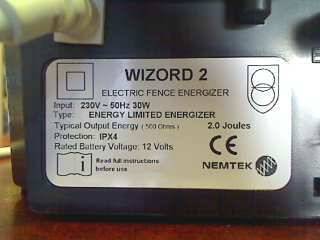 WIZORD 2
ELECTRIC FENCE ENERGIZER
Input: 230V ~ 50Hz 30W
Type: ENERGY LIMITED ENERGIZER
Typical Output Energy ( 500 Ohms ) 2.0 Joules
Protection: IPX4
Rated Battery Voltage: 12 Volts
i Read full instructions
before use
CE
NEMTEK